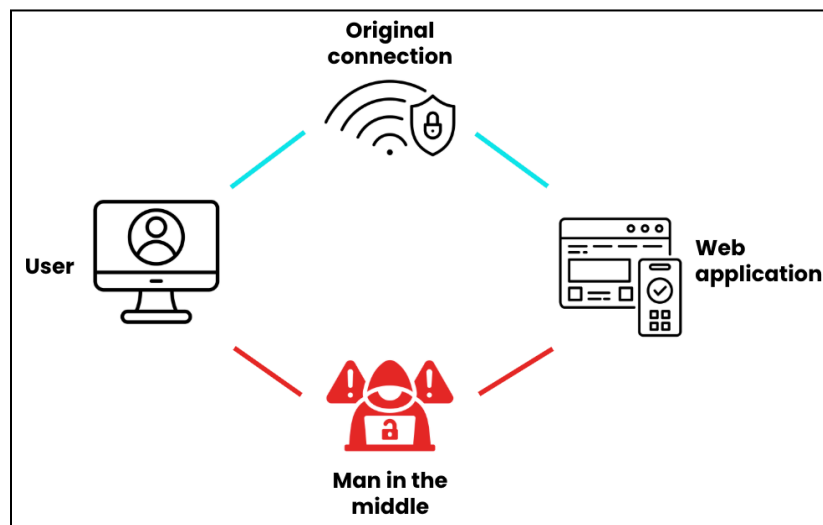 Original
connection
User
Web
application
Man in the
middle